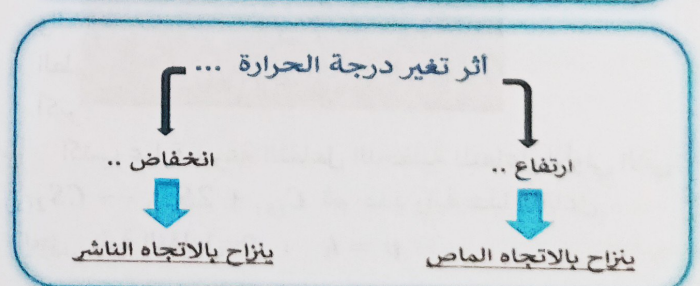 أثر تغير درجة الحرارة ...
ارتفاع ..
انخفاض ..
ينزاح بالاتجاه الماص
ينزاح بالاتجاه الناشر